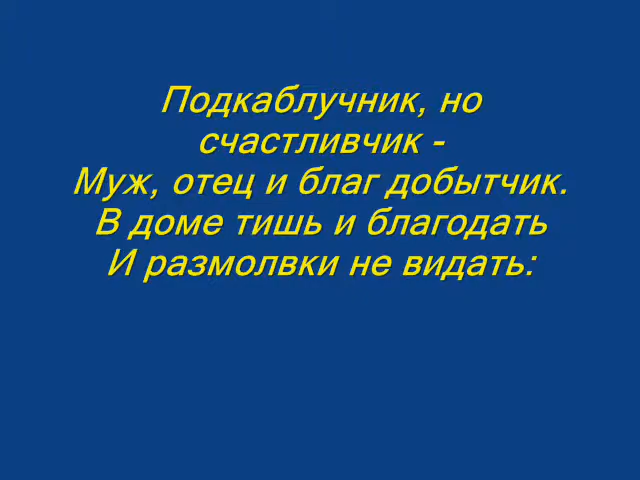 Подкаблучник, но
счастливчик -
Муж, отец и благ добытчик.
В доме тишь и благодать
И размолвки не видать: